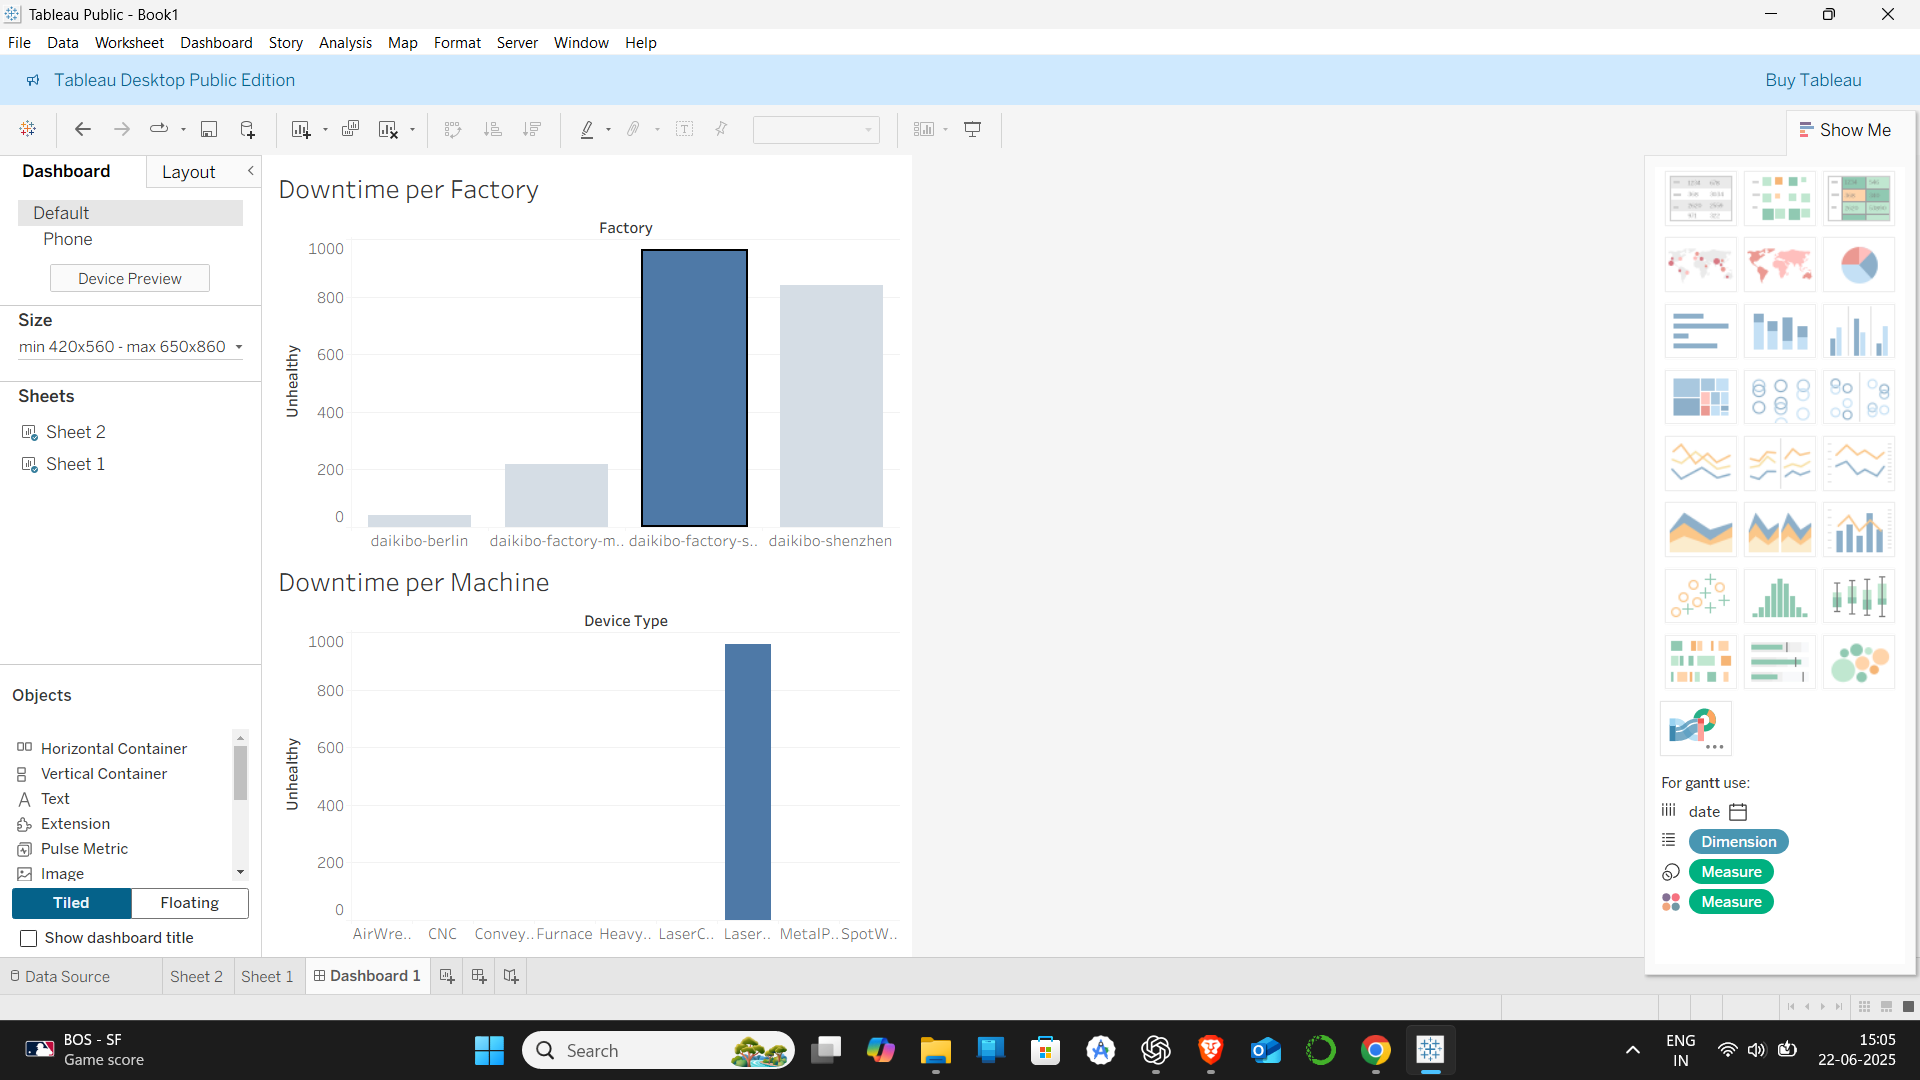 Tableau Public - Book1
File Data Worksheet Dashboard Story Analysis Map Format Server Window Help
Tableau Desktop Public Edition
Buy Tableau
Show Me
Dashboard Layout
Default
Phone
Device Preview
Size
min 420x560 - max 650x860
Sheets
Sheet 2
Sheet 1
Objects
Horizontal Container
Vertical Container
Text
Extension
Pulse Metric
Image
Tiled Floating
Show dashboard title
Downtime per Factory
Factory
Unhealthy
1000
800
600
400
200
0
daikibo-berlin daikibo-factory-m.. daikibo-factory-s.. daikibo-shenzhen
Downtime per Machine
Device Type
Unhealthy
1000
800
600
400
200
0
AirWre.. CNC Convey.. Furnace Heavy.. LaserC.. Laser.. MetalP.. SpotW..
For gantt use:
date
Dimension
Measure
Measure
Data Source Sheet 2 Sheet 1 Dashboard 1
BOS - SF
Game score
Search
ENG
IN
15:05
22-06-2025